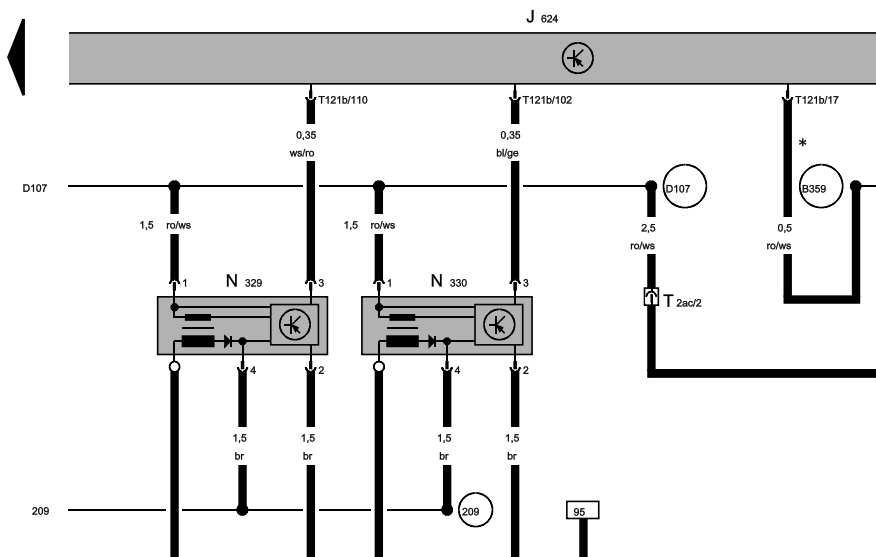 J 624
T121b/110
T121b/102
T121b/17
0,35
ws/ro
0,35
bl/ge
*
D107
D107
B359
1,5 ro/ws
1,5 ro/ws
2,5
ro/ws
0,5
ro/ws
1
N 329
3
1
N 330
3
T 2ac/2
4
2
4
2
1,5
br
1,5
br
1,5
br
1,5
br
209
209
95